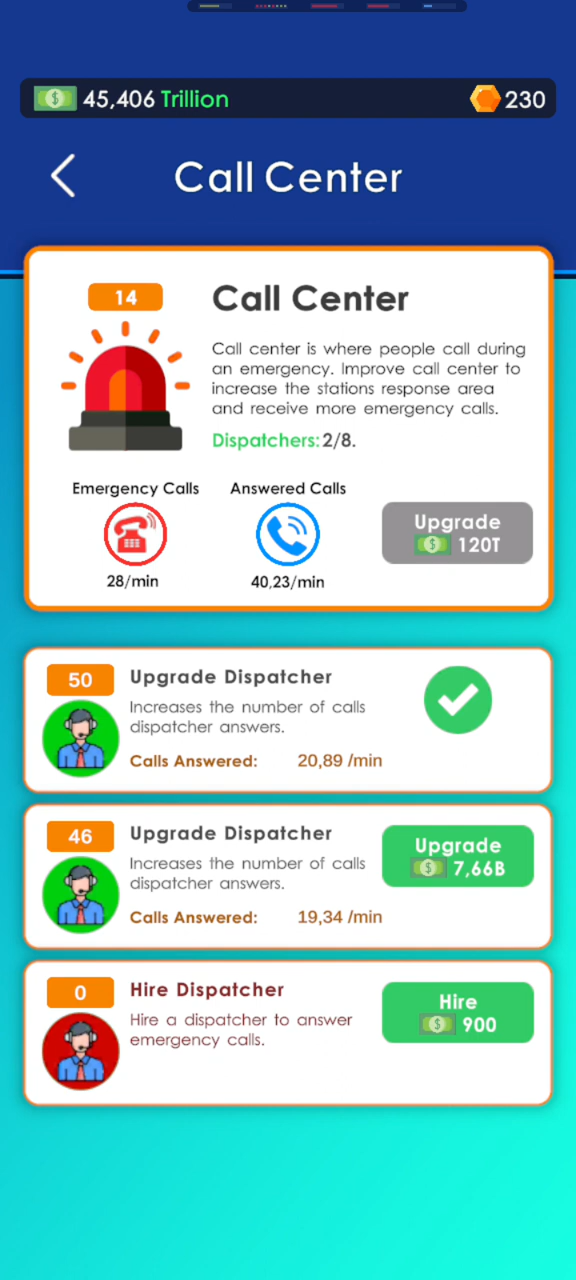 45,406 Trillion
230
Call Center
14
Call Center
Call center is where people call during
an emergency. Improve call center to
increase the stations response area
and receive more emergency calls.
Dispatchers: 2/8.
Emergency Calls
Answered Calls
28/min
40,23/min
Upgrade
120T
50
Upgrade Dispatcher
Increases the number of calls
dispatcher answers.
Calls Answered: 20,89 /min
46
Upgrade Dispatcher
Increases the number of calls
dispatcher answers.
Calls Answered: 19,34 /min
Upgrade
7,66B
0
Hire Dispatcher
Hire a dispatcher to answer
emergency calls.
Hire
900